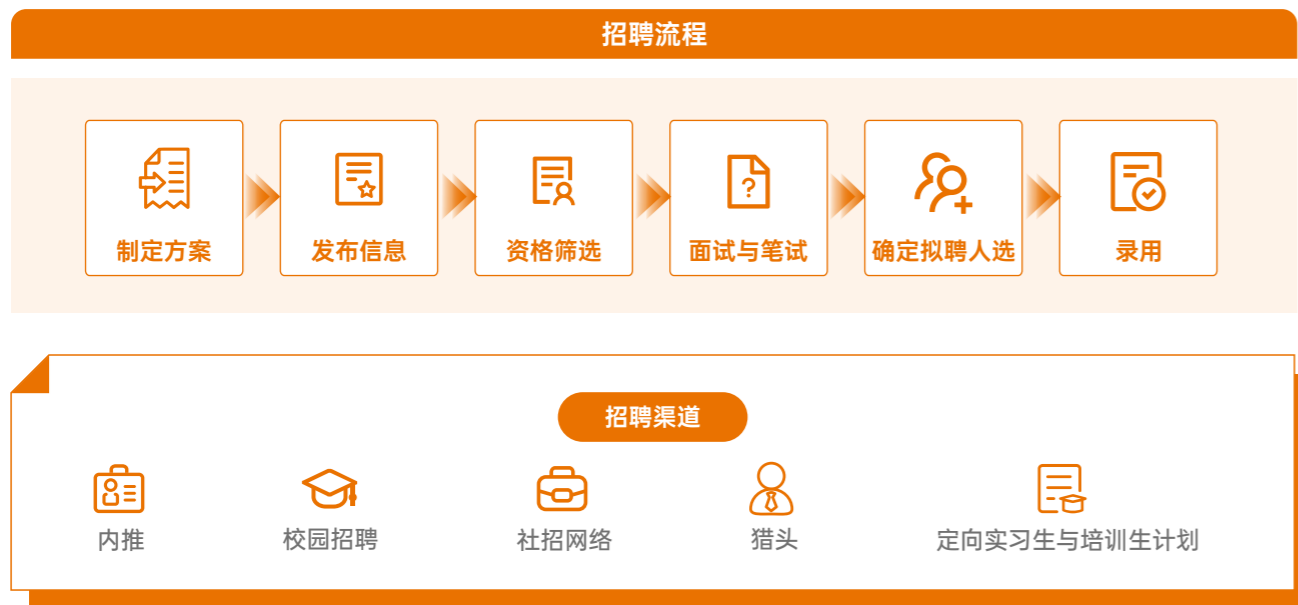 招聘流程
制定方案
发布信息
资格筛选
面试与笔试
确定拟聘人选
录用
招聘渠道
内推
校园招聘
社招网络
猎头
定向实习生与培训生计划